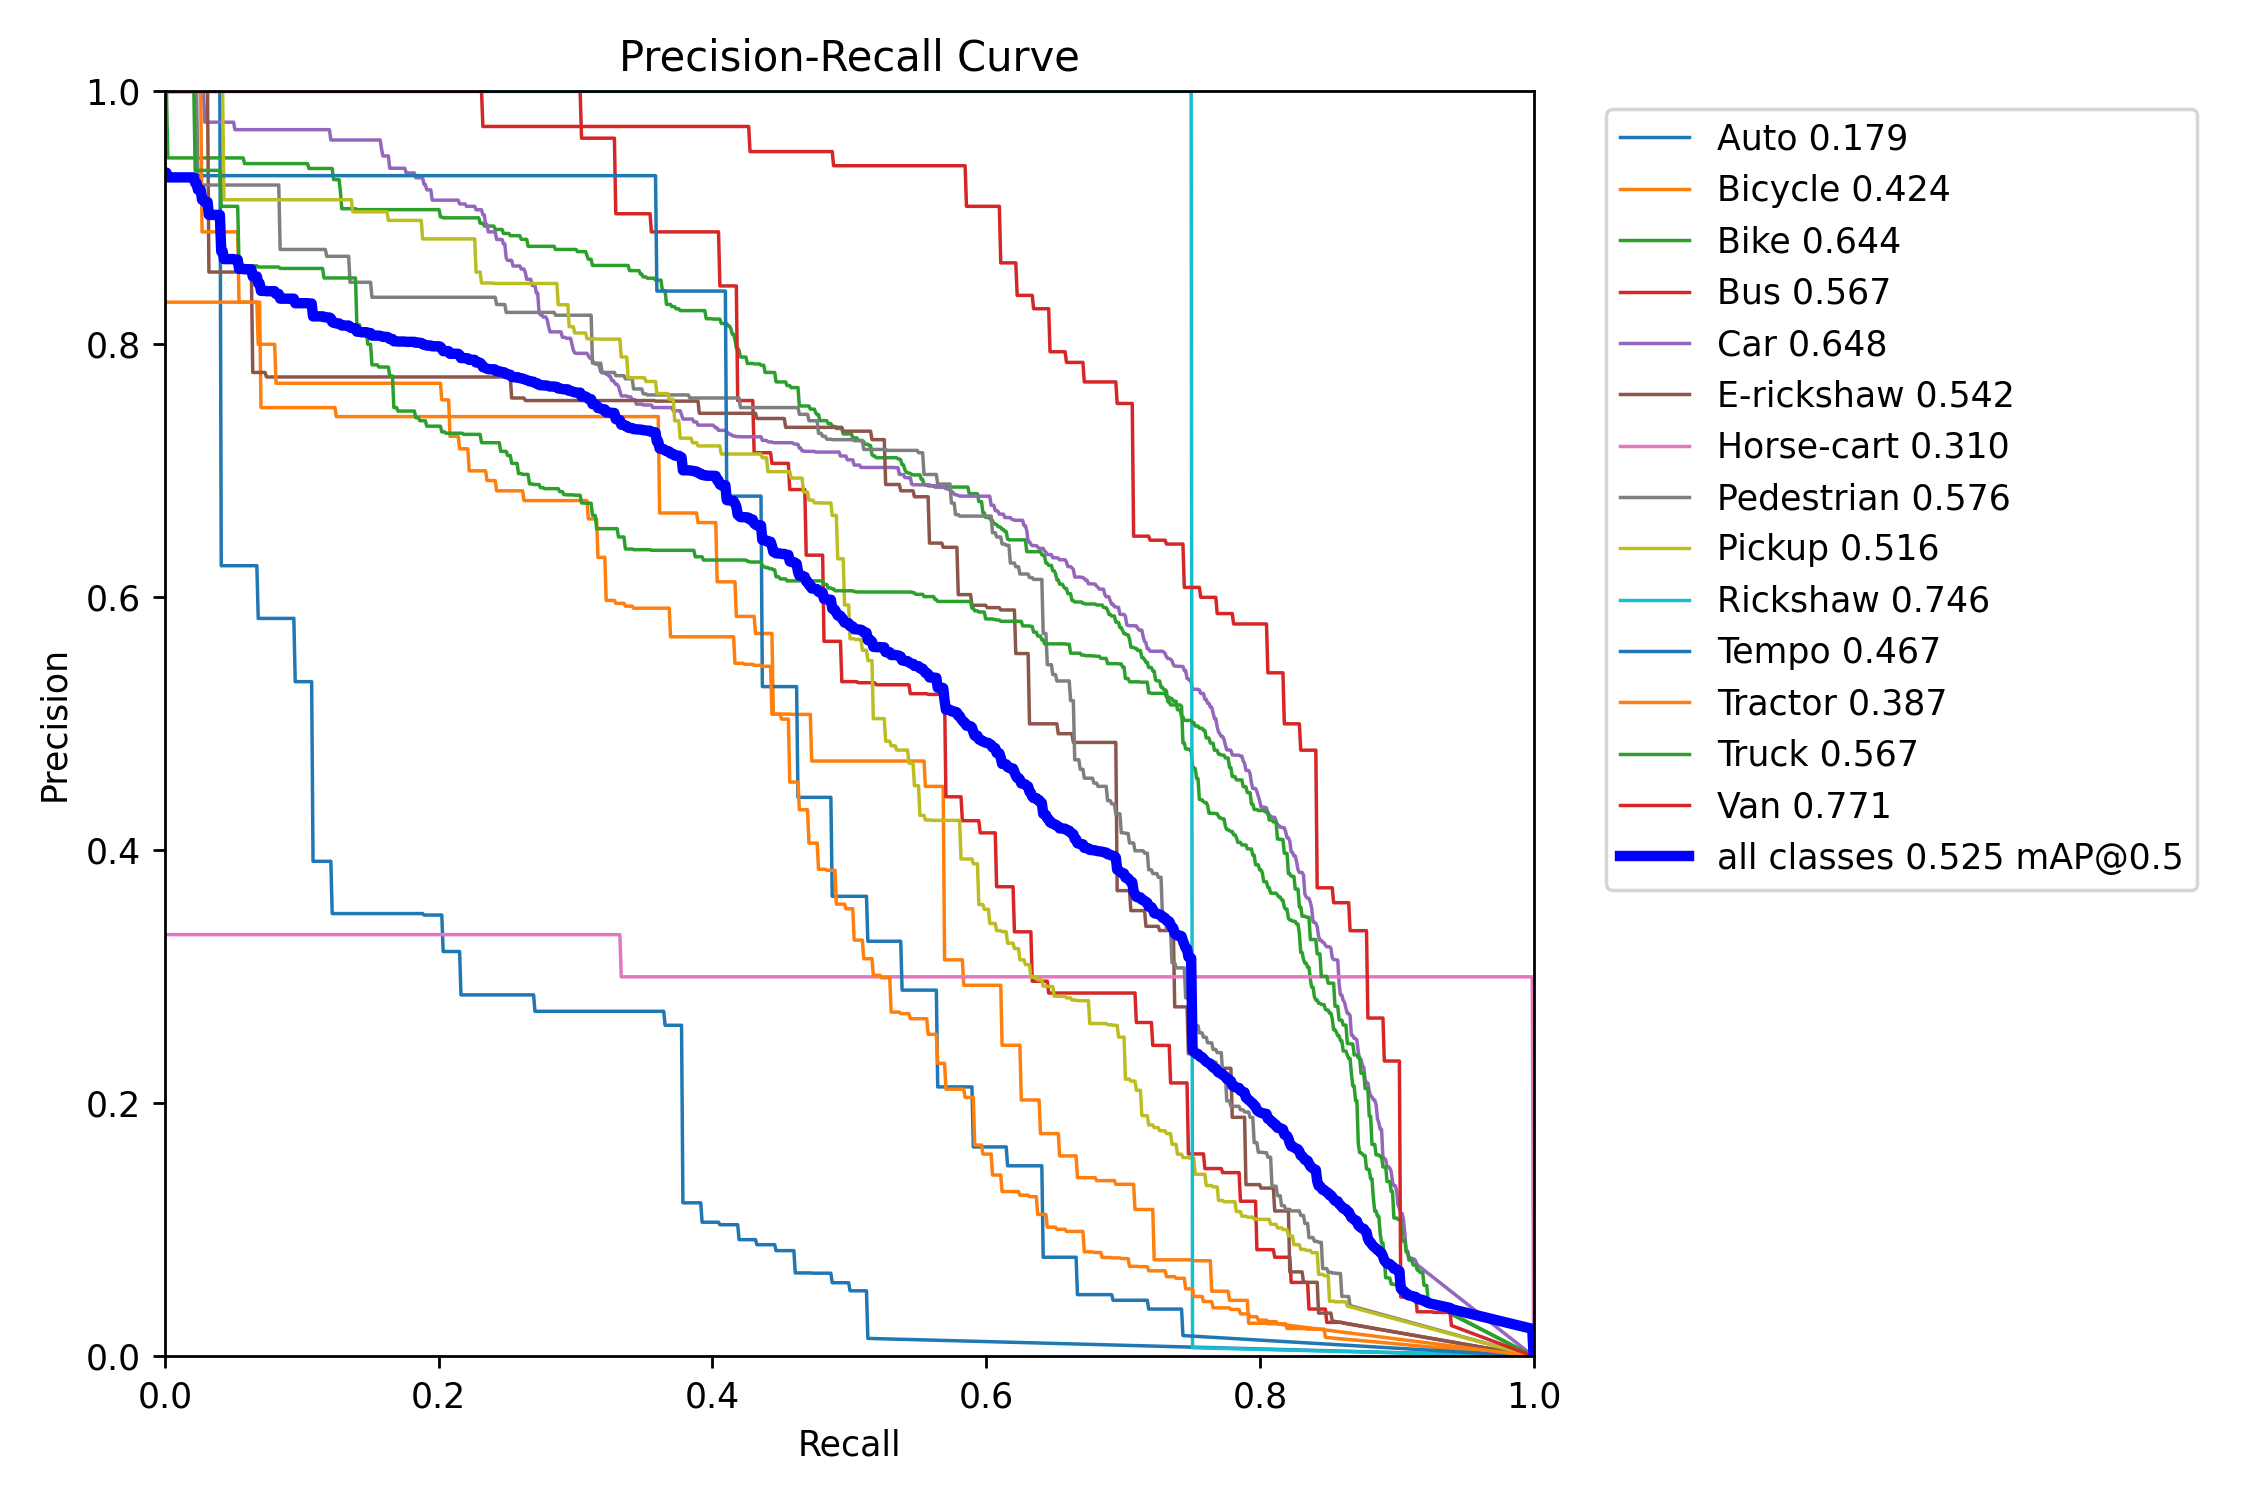 Precision-Recall Curve
1.0
0.8
0.6
0.4
0.2
0.0
Precision
0.0 0.2 0.4 0.6 0.8 1.0
Recall
Auto 0.179
Bicycle 0.424
Bike 0.644
Bus 0.567
Car 0.648
E-rickshaw 0.542
Horse-cart 0.310
Pedestrian 0.576
Pickup 0.516
Rickshaw 0.746
Tempo 0.467
Tractor 0.387
Truck 0.567
Van 0.771
all classes 0.525 mAP@0.5